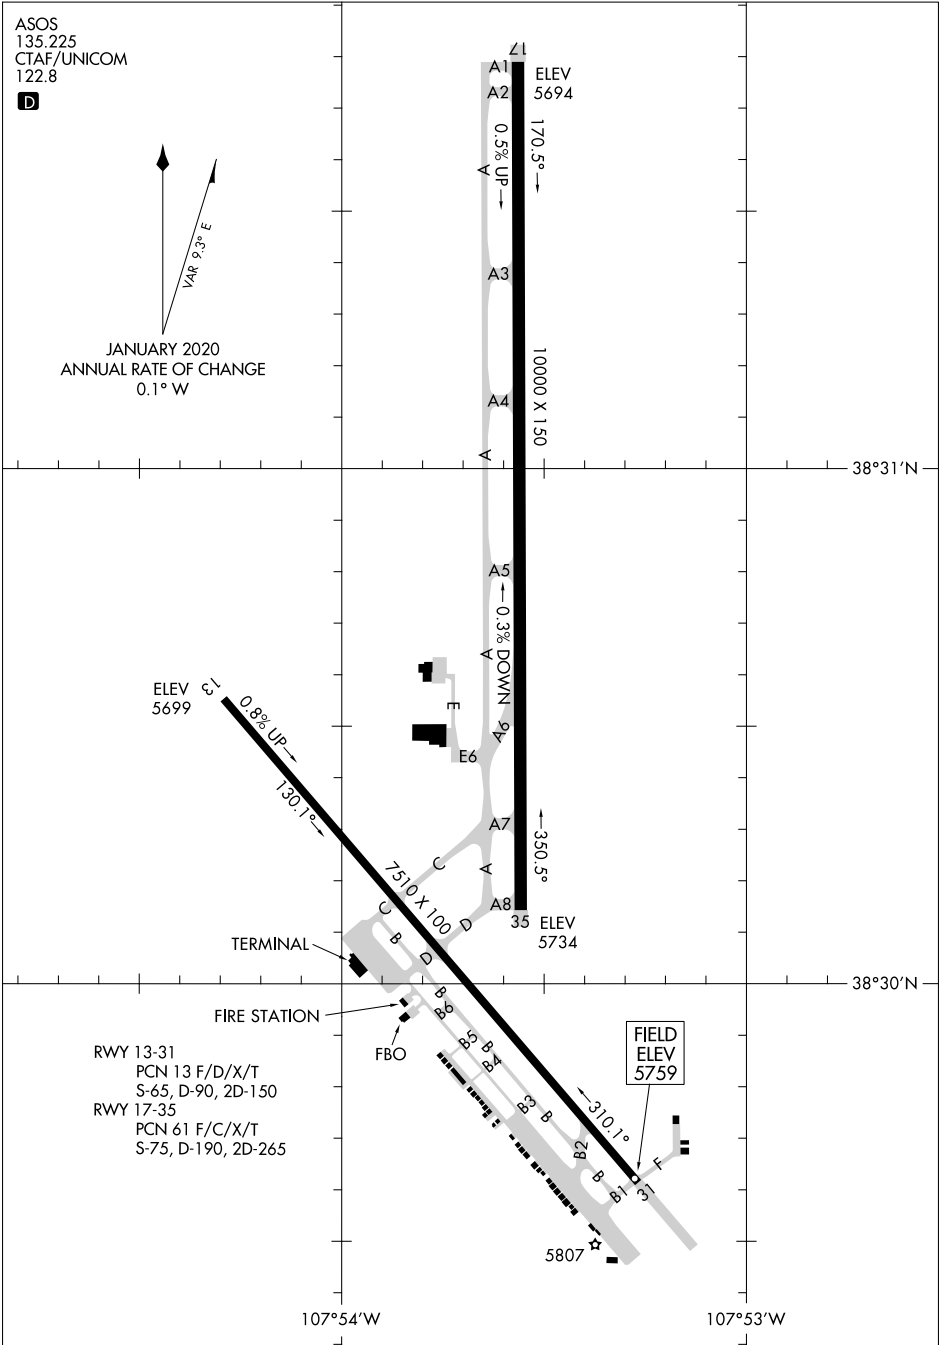 ASOS
135.225
CTAF/UNICOM
122.8
D
VAR 9.3° E
JANUARY 2020
ANNUAL RATE OF CHANGE
0.1° W
17
A1
ELEV
5694
A2
0.5% UP
170.5°
A
A3
10000 X 150
A4
A
38°31'N
A5
0.3% DOWN
A
ELEV
5699
13
0.8% UP
130.1°
E
A6
E6
A7
350.5°
C
A
7510 X 100
A8
35
ELEV
5734
C
D
B
D
TERMINAL
38°30'N
B
B6
FIRE STATION
FBO
B5
B
B4
FIELD
ELEV
5759
RWY 13-31
PCN 13 F/D/X/T
S-65, D-90, 2D-150
RWY 17-35
PCN 61 F/C/X/T
S-75, D-190, 2D-265
B3
B
310.1°
B2
F
B
B1
31
5807
107°54'W
107°53'W